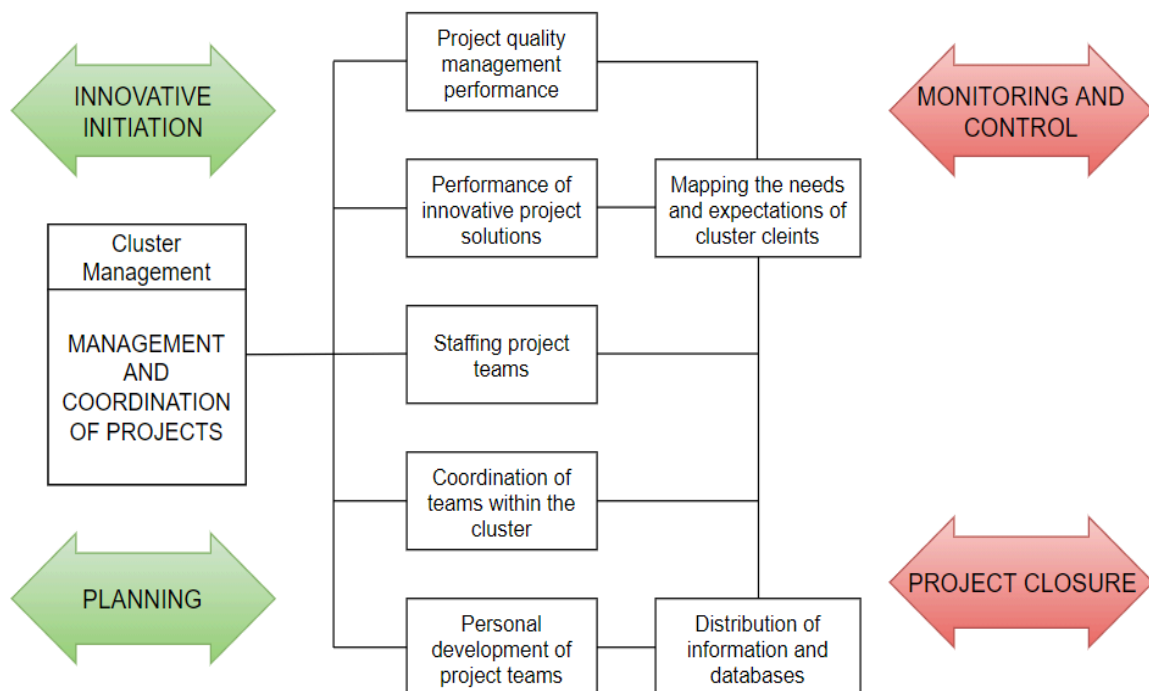 INNOVATIVE
INITIATION
Project quality
management
performance
MONITORING AND
CONTROL
Performance of
innovative project
solutions
Mapping the needs
and expectations of
cluster cleints
Cluster
Management
MANAGEMENT
AND
COORDINATION
OF PROJECTS
Staffing project
teams
Coordination of
teams within the
cluster
PLANNING
PROJECT CLOSURE
Personal
development of
project teams
Distribution of
information and
databases